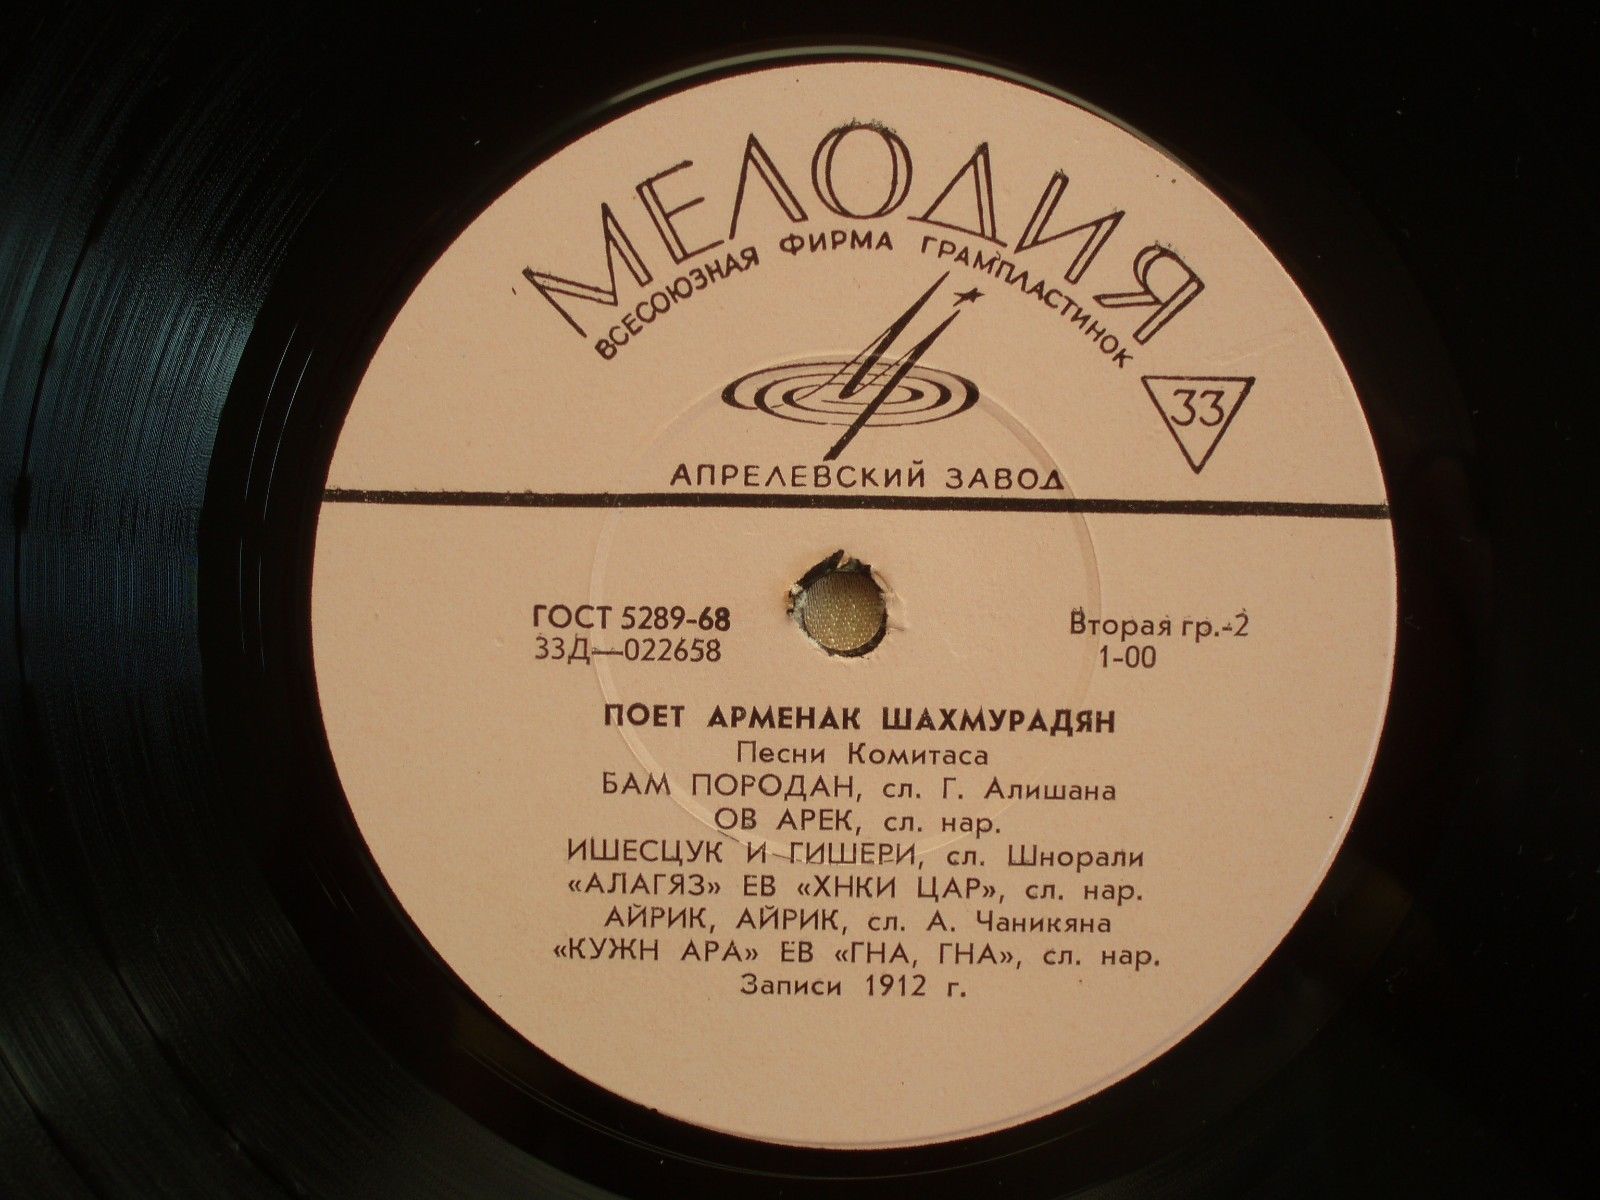 МЕЛОДИЯ
ВСЕСОЮЗНАЯ ФИРМА ГРАМПЛАСТИНОК
33
АПРЕЛЕВСКИЙ ЗАВОД
ГОСТ 5289-68
33Д—022658
Вторая гр.-2
1-00
ПОЕТ АРМЕНАК ШАХМУРАДЯН
Песни Комитаса
БАМ ПОРОДАН, сл. Г. Алишана
ОВ АРЕК, сл. нар.
ИШЕСЦУК И ГИШЕРИ, сл. Шнорали
«АЛАГЯЗ» ЕВ «ХНКИ ЦАР», сл. нар.
АЙРИК, АЙРИК, сл. А. Чаникяна
«КУЖН АРА» ЕВ «ГНА, ГНА», сл. нар.
Записи 1912 г.